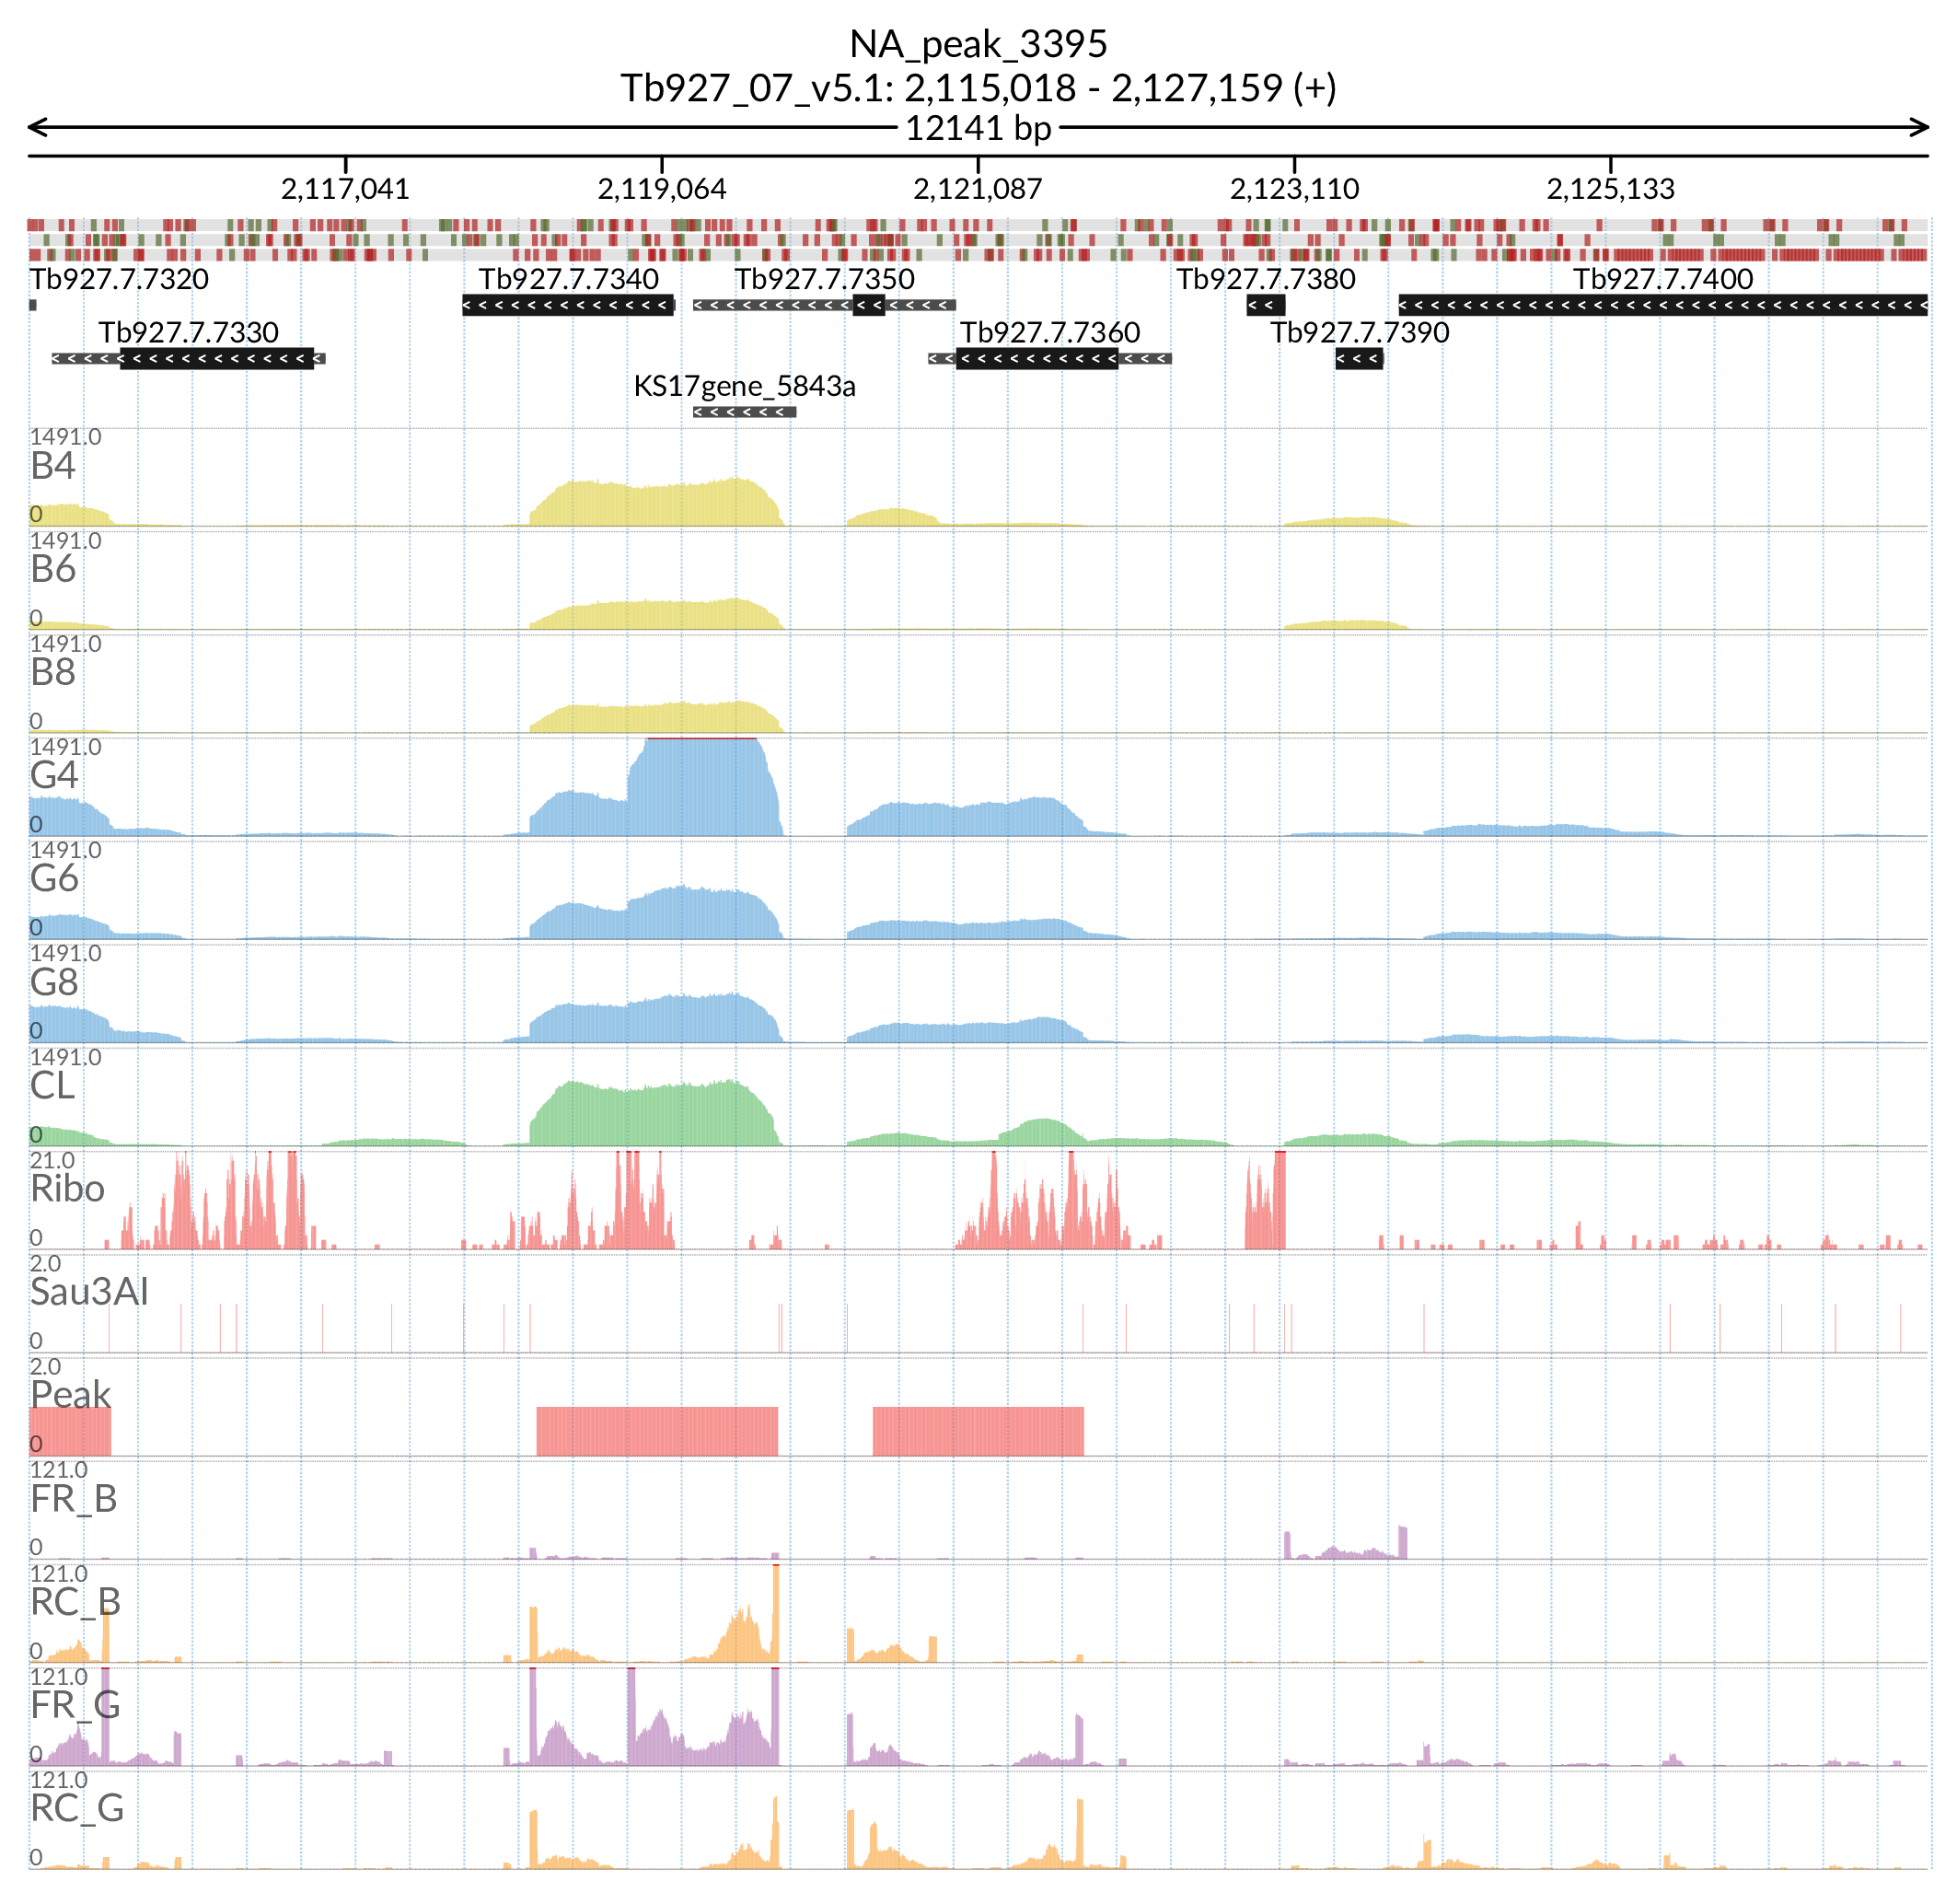 NA_peak_3395
Tb927_07_v5.1: 2,115,018 - 2,127,159 (+)
12141 bp
2,117,041 2,119,064 2,121,087 2,123,110 2,125,133
Tb927.7.7320 Tb927.7.7340 Tb927.7.7350 Tb927.7.7380 Tb927.7.7400
Tb927.7.7330 Tb927.7.7360 Tb927.7.7390
KS17gene_5843a
1491.0
B4
0
1491.0
B6
0
1491.0
B8
0
1491.0
G4
0
1491.0
G6
0
1491.0
G8
0
1491.0
CL
0
21.0
Ribo
0
2.0
Sau3AI
0
2.0
Peak
0
121.0
FR_B
0
121.0
RC_B
0
121.0
FR_G
0
121.0
RC_G
0